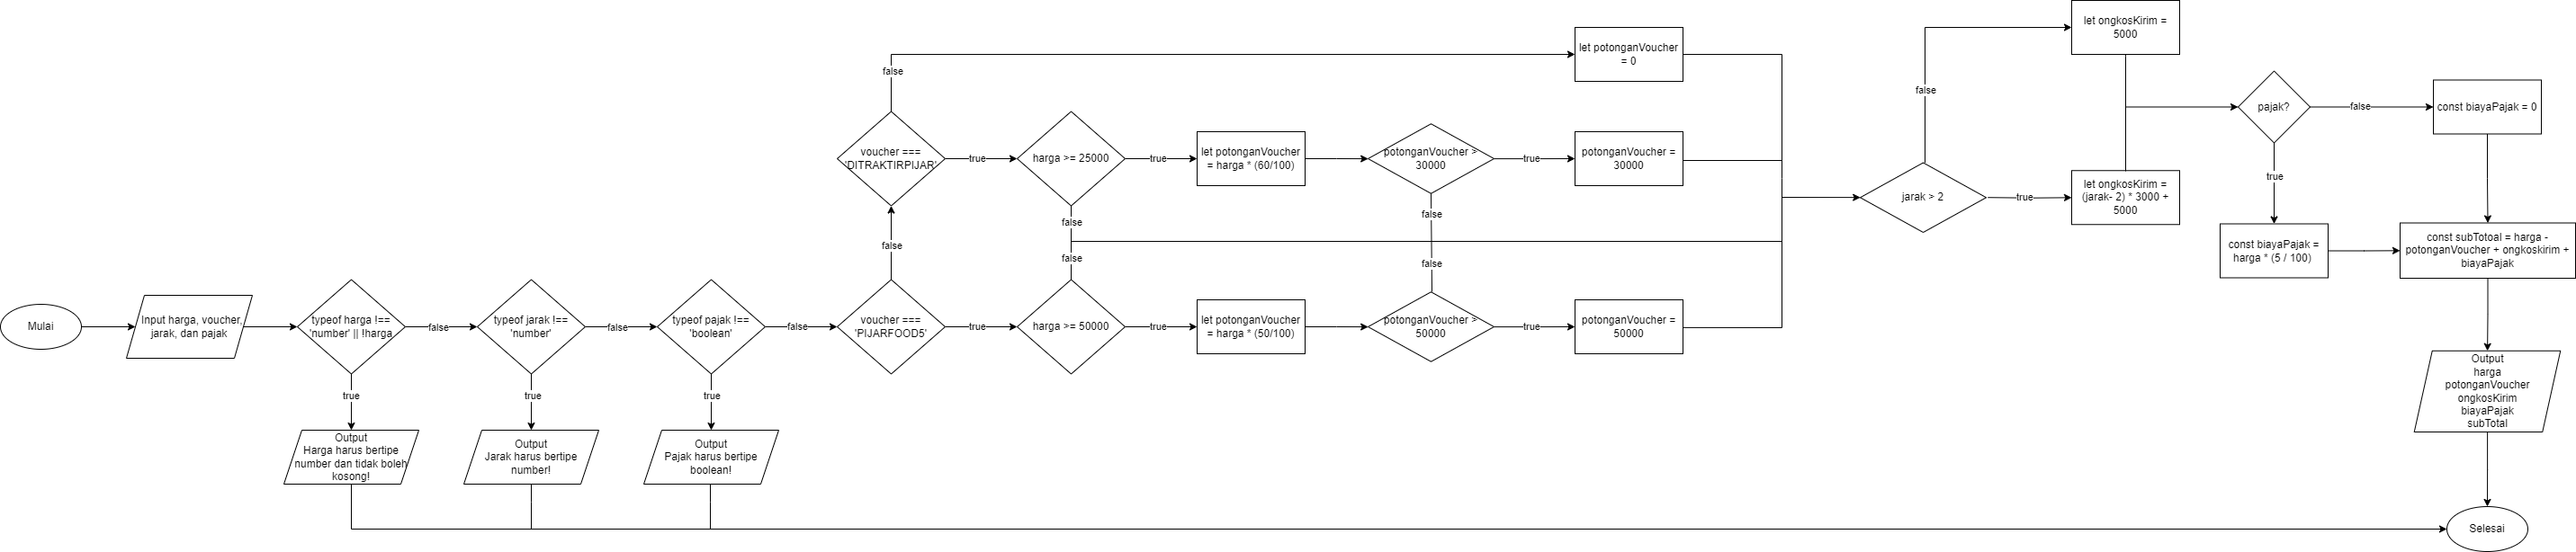 Mulai
Input harga, voucher,
jarak, dan pajak
typeof harga !==
'number' || !harga
false
true
Output
Harga harus bertipe
number dan tidak boleh
kosong!
typeof jarak !==
'number'
false
true
Output
Jarak harus bertipe
number!
typeof pajak !==
'boolean'
false
true
Output
Pajak harus bertipe
boolean!
voucher ===
'PIJARFOOD5'
false
true
voucher ===
'DITRAKTIRPIJAR'
false
true
let potonganVoucher
= 0
harga >= 25000
true
false
let potonganVoucher
= harga * (60/100)
potonganVoucher >
30000
true
false
potonganVoucher =
30000
harga >= 50000
false
true
let potonganVoucher
= harga * (50/100)
potonganVoucher >
50000
false
true
potonganVoucher =
50000
jarak > 2
false
true
let ongkosKirim =
5000
let ongkosKirim =
(jarak- 2) * 3000 +
5000
pajak?
false
true
const biayaPajak = 0
const biayaPajak =
harga * (5 / 100)
const subTotoal = harga -
potonganVoucher + ongkoskirim +
biayaPajak
Output
harga
potonganVoucher
ongkosKirim
biayaPajak
subTotal
Selesai